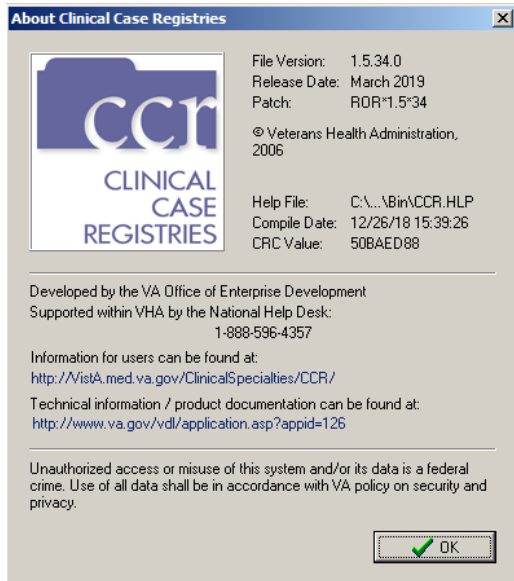 About Clinical Case Registries
ccr
CLINICAL
CASE
REGISTRIES
File Version: 1.5.34.0
Release Date: March 2019
Patch: ROR*1.5*34
© Veterans Health Administration,
2006
Help File: C:\...\Bin\CCR.HLP
Compile Date: 12/26/18 15:39:26
CRC Value: 50BAED88
Developed by the VA Office of Enterprise Development
Supported within VHA by the National Help Desk:
1-888-596-4357
Information for users can be found at:
http://VistA.med.va.gov/ClinicalSpecialties/CCR/
Technical information / product documentation can be found at:
http://www.va.gov/vdl/application.asp?appid=126
Unauthorized access or misuse of this system and/or its data is a federal
crime. Use of all data shall be in accordance with VA policy on security and
privacy.
OK